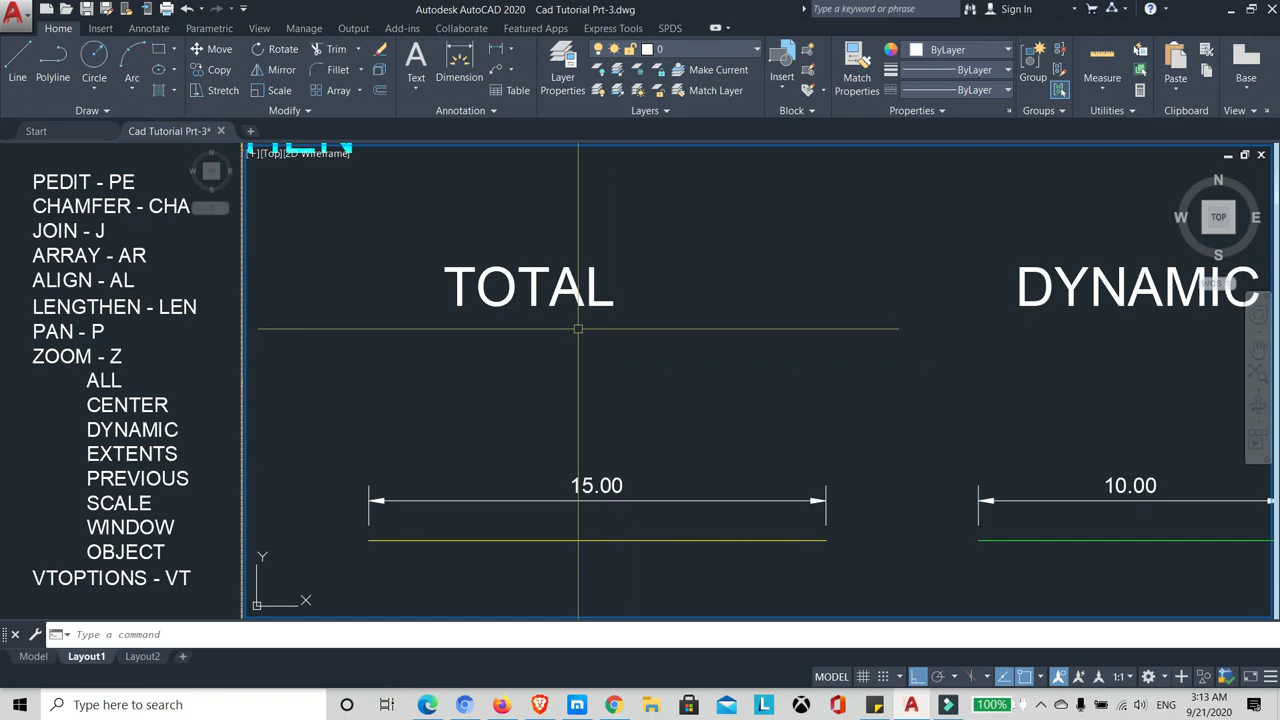 Autodesk AutoCAD 2020 Cad Tutorial Prt-3.dwg
Type a keyword or phrase
Sign In
Home Insert Annotate Parametric View Manage Output Add-ins Collaborate Featured Apps Express Tools SPDS
Line Polyline Circle Arc
Move Rotate Trim
Copy Mirror Fillet
Stretch Scale Array
Text Dimension Table
Layer Properties
0
Make Current
Match Layer
Insert
Match Properties
ByLayer
ByLayer
ByLayer
Group
Measure
Paste
Base
Draw Modify Annotation Layers Block Properties Groups Utilities Clipboard View
Start Cad Tutorial Prt-3*
[+][Top][2D Wireframe]
PEDIT - PE
CHAMFER - CHA
JOIN - J
ARRAY - AR
ALIGN - AL
LENGTHEN - LEN
PAN - P
ZOOM - Z
ALL
CENTER
DYNAMIC
EXTENTS
PREVIOUS
SCALE
WINDOW
OBJECT
VTOPTIONS - VT
TOTAL
DYNAMIC
15.00
10.00
N
W TOP E
S
WCS
Y
X
Type a command
Model Layout1 Layout2
MODEL
1:1
Type here to search
100%
ENG
3:13 AM
9/21/2020